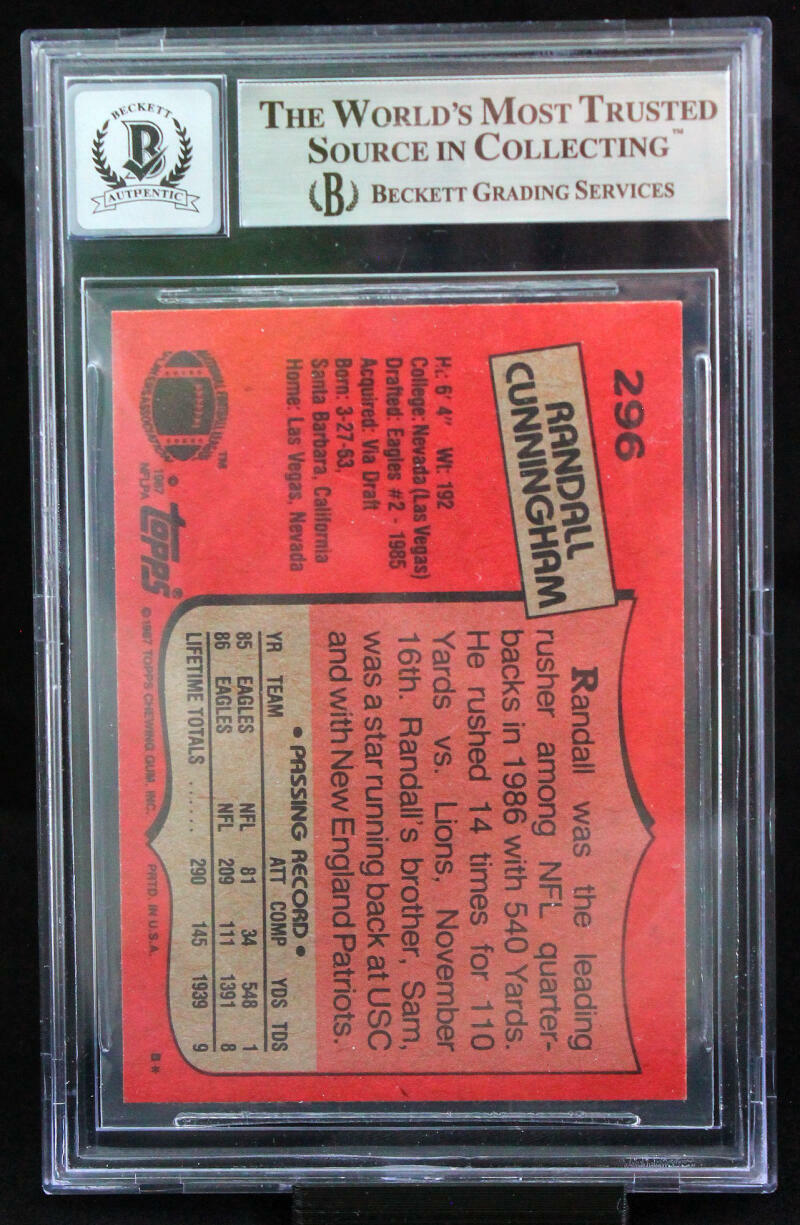 BECKETT
B
AUTHENTIC
THE WORLD'S MOST TRUSTED
SOURCE IN COLLECTING™
B BECKETT GRADING SERVICES
296
RANDALL
CUNNINGHAM
Ht: 6' 4" Wt: 192
College: Nevada (Las Vegas)
Drafted: Eagles #2 - 1985
Acquired: Via Draft
Born: 3-27-63,
Santa Barbara, California
Home: Las Vegas, Nevada
Randall was the leading
rusher among NFL quarter-
backs in 1986 with 540 Yards.
He rushed 14 times for 110
Yards vs. Lions, November
16th. Randall's brother, Sam,
was a star running back at USC
and with New England Patriots.
• PASSING RECORD •
YR TEAM ATT COMP YDS TDS
85 EAGLES NFL 81 34 548 1
86 EAGLES NFL 209 111 1391 8
LIFETIME TOTALS ....... 290 145 1939 9
TM
© 1987
NFLPA
topps®
© 1987 TOPPS CHEWING GUM, INC. PRTD. IN U.S.A. B*